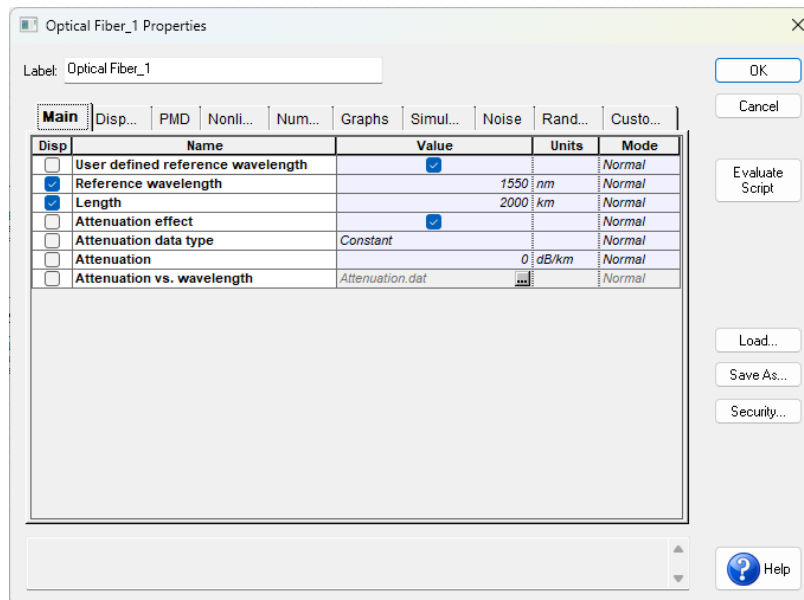 Optical Fiber_1 Properties
Label: Optical Fiber_1
OK
Cancel
Evaluate Script
Main Disp... PMD Nonli... Num... Graphs Simul... Noise Rand... Custo...
Disp Name Value Units Mode
User defined reference wavelength Normal
Reference wavelength 1550 nm Normal
Length 2000 km Normal
Attenuation effect Normal
Attenuation data type Constant Normal
Attenuation 0 dB/km Normal
Attenuation vs. wavelength Attenuation.dat ... Normal
Load...
Save As...
Security...
Help